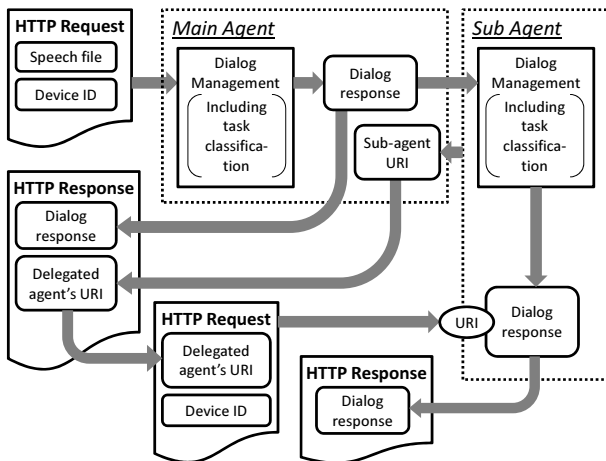 HTTP Request
Speech file
Device ID
Main Agent
Dialog
Management
Including
task
classifica-
tion
Dialog
response
Sub-agent
URI
Sub Agent
Dialog
Management
Including
task
classifica-
tion
HTTP Response
Dialog
response
Delegated
agent's URI
HTTP Request
Delegated
agent's URI
Device ID
URI
Dialog
response
HTTP Response
Dialog
response